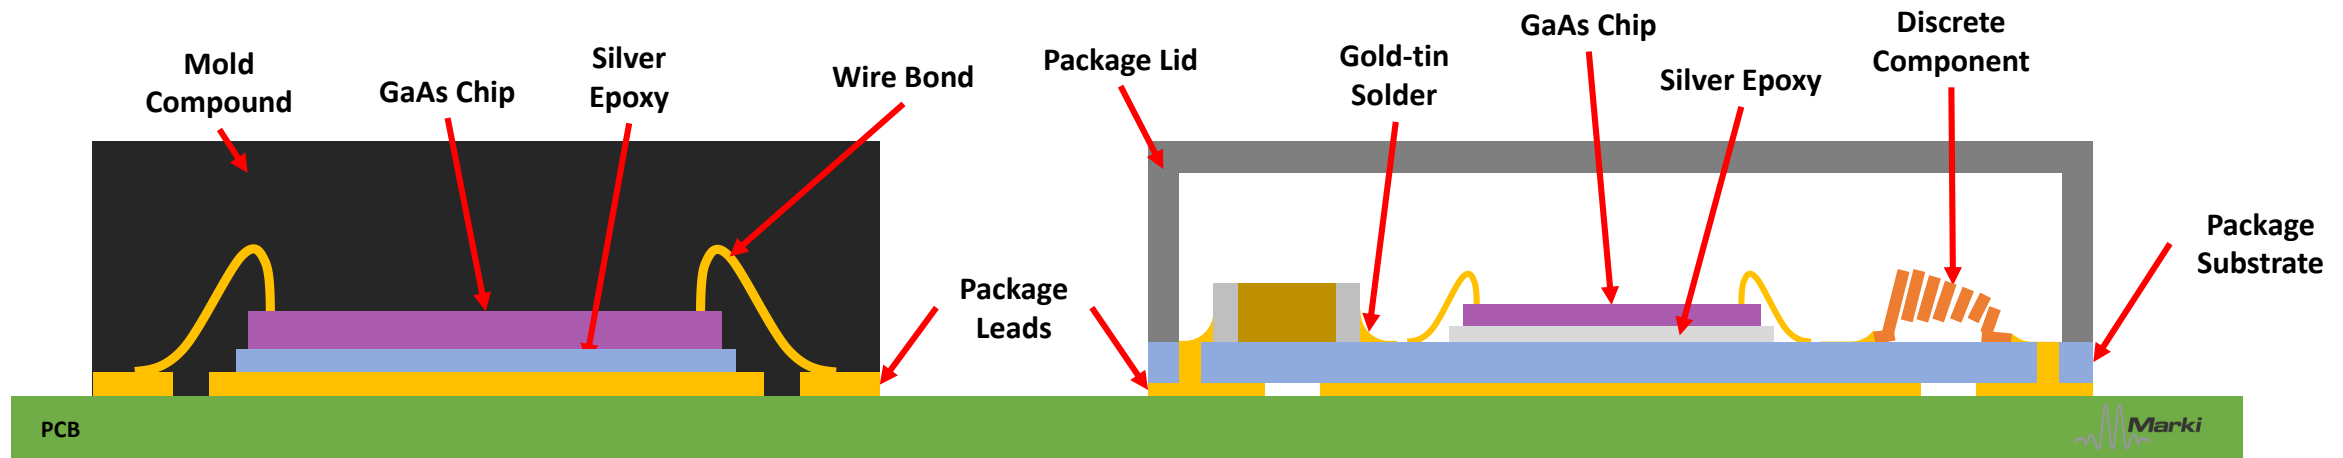 Mold
Compound
GaAs Chip
Silver
Epoxy
Wire Bond
Package
Leads
Package Lid
Gold-tin
Solder
GaAs Chip
Silver Epoxy
Discrete
Component
Package
Substrate
PCB
Marki